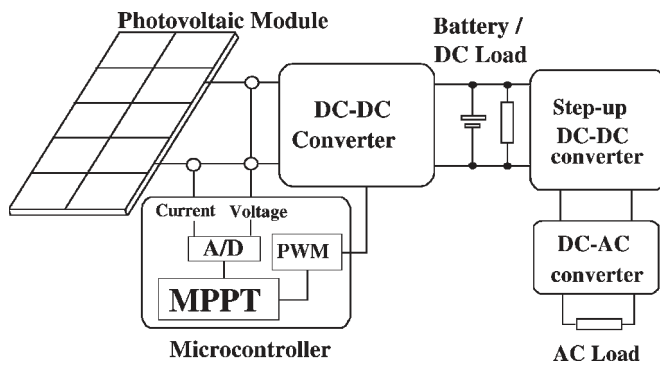 Photovoltaic Module
Battery /
DC Load
DC-DC
Converter
Step-up
DC-DC
converter
Current
Voltage
A/D
PWM
MPPT
Microcontroller
DC-AC
converter
AC Load